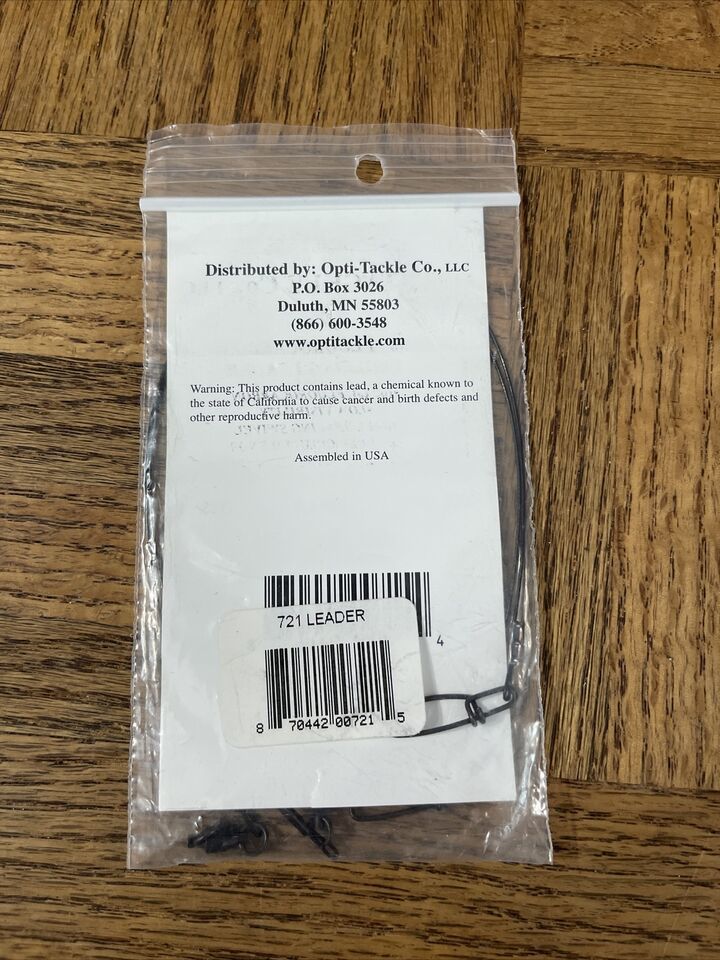 Distributed by: Opti-Tackle Co., LLC
P.O. Box 3026
Duluth, MN 55803
(866) 600-3548
www.optitackle.com
Warning: This product contains lead, a chemical known to
the state of California to cause cancer and birth defects and
other reproductive harm.
Assembled in USA
4
721 LEADER
8 70442 00721 5